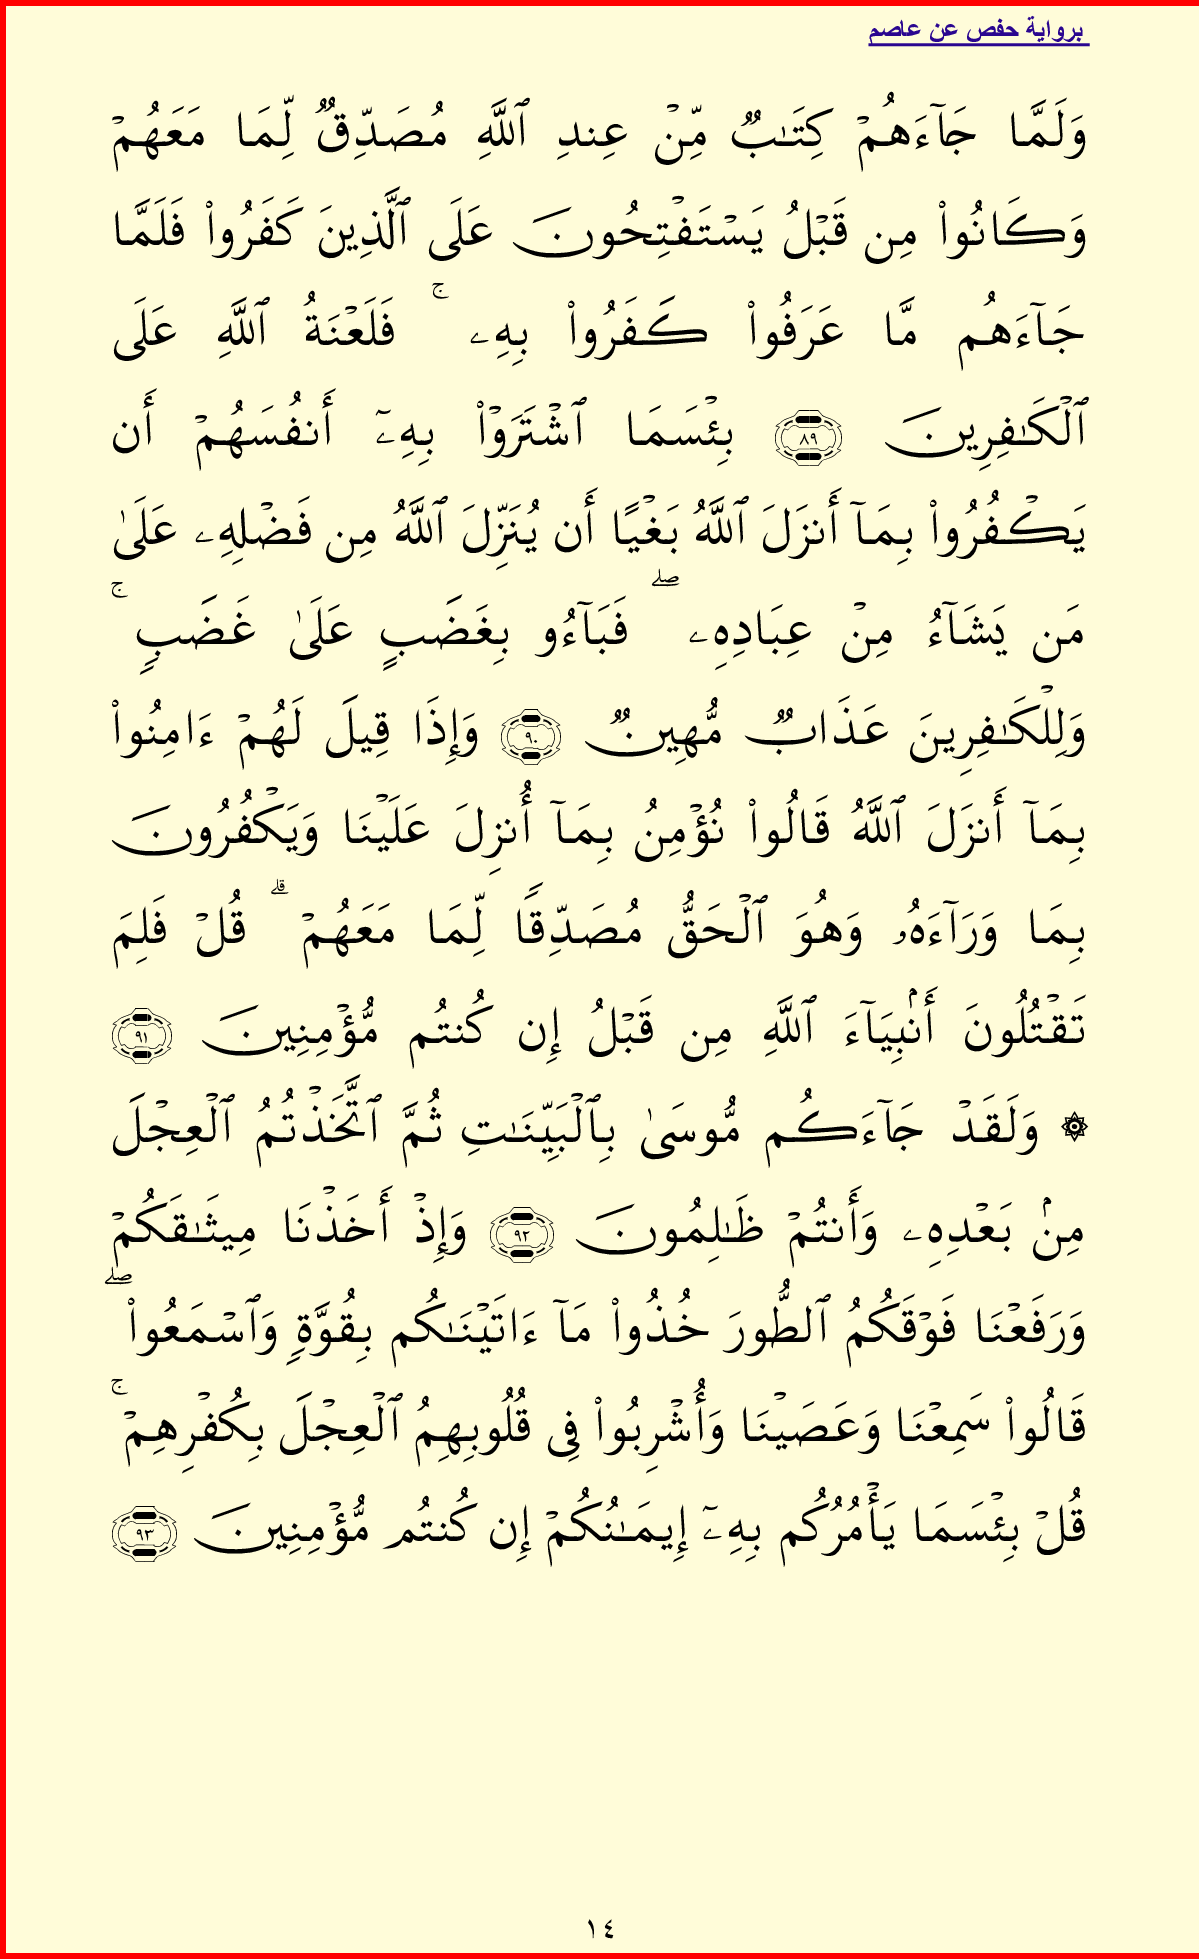 برواية حفص عن عاصم
وَلَمَّا جَآءَهُمۡ كِتَٰبٞ مِّنۡ عِندِ ٱللَّهِ مُصَدِّقٞ لِّمَا مَعَهُمۡ
وَكَانُواْ مِن قَبۡلُ يَسۡتَفۡتِحُونَ عَلَى ٱلَّذِينَ كَفَرُواْ فَلَمَّا
جَآءَهُم مَّا عَرَفُواْ كَفَرُواْ بِهِۦۚ فَلَعۡنَةُ ٱللَّهِ عَلَى
ٱلۡكَٰفِرِينَ ٨٩ بِئۡسَمَا ٱشۡتَرَوۡاْ بِهِۦٓ أَنفُسَهُمۡ أَن
يَكۡفُرُواْ بِمَآ أَنزَلَ ٱللَّهُ بَغۡيًا أَن يُنَزِّلَ ٱللَّهُ مِن فَضۡلِهِۦ عَلَىٰ
مَن يَشَآءُ مِنۡ عِبَادِهِۦۖ فَبَآءُو بِغَضَبٍ عَلَىٰ غَضَبٖۚ
وَلِلۡكَٰفِرِينَ عَذَابٞ مُّهِينٞ ٩٠ وَإِذَا قِيلَ لَهُمۡ ءَامِنُواْ
بِمَآ أَنزَلَ ٱللَّهُ قَالُواْ نُؤۡمِنُ بِمَآ أُنزِلَ عَلَيۡنَا وَيَكۡفُرُونَ
بِمَا وَرَآءَهُۥ وَهُوَ ٱلۡحَقُّ مُصَدِّقٗا لِّمَا مَعَهُمۡۗ قُلۡ فَلِمَ
تَقۡتُلُونَ أَنۢبِيَآءَ ٱللَّهِ مِن قَبۡلُ إِن كُنتُم مُّؤۡمِنِينَ ٩١
۞ وَلَقَدۡ جَآءَكُم مُّوسَىٰ بِٱلۡبَيِّنَٰتِ ثُمَّ ٱتَّخَذۡتُمُ ٱلۡعِجۡلَ
مِنۢ بَعۡدِهِۦ وَأَنتُمۡ ظَٰلِمُونَ ٩٢ وَإِذۡ أَخَذۡنَا مِيثَٰقَكُمۡ
وَرَفَعۡنَا فَوۡقَكُمُ ٱلطُّورَ خُذُواْ مَآ ءَاتَيۡنَٰكُم بِقُوَّةٖ وَٱسۡمَعُواْۖ
قَالُواْ سَمِعۡنَا وَعَصَيۡنَا وَأُشۡرِبُواْ فِي قُلُوبِهِمُ ٱلۡعِجۡلَ بِكُفۡرِهِمۡۚ
قُلۡ بِئۡسَمَا يَأۡمُرُكُم بِهِۦٓ إِيمَٰنُكُمۡ إِن كُنتُم مُّؤۡمِنِينَ ٩٣
١٤